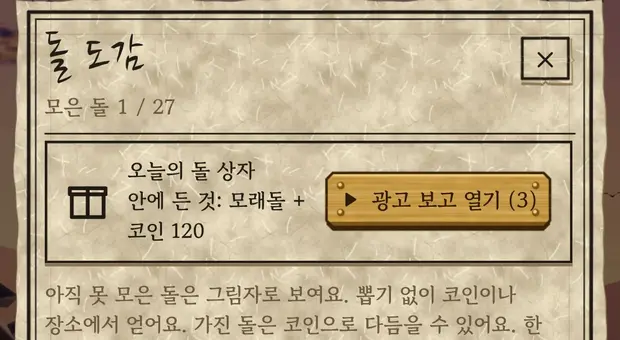 돌 도감
×
모은 돌 1 / 27
오늘의 돌 상자
안에 든 것: 모래돌 +
코인 120
▶ 광고 보고 열기 (3)
아직 못 모은 돌은 그림자로 보여요. 뽑기 없이 코인이나
장소에서 얻어요. 가진 돌은 코인으로 다듬을 수 있어요. 한